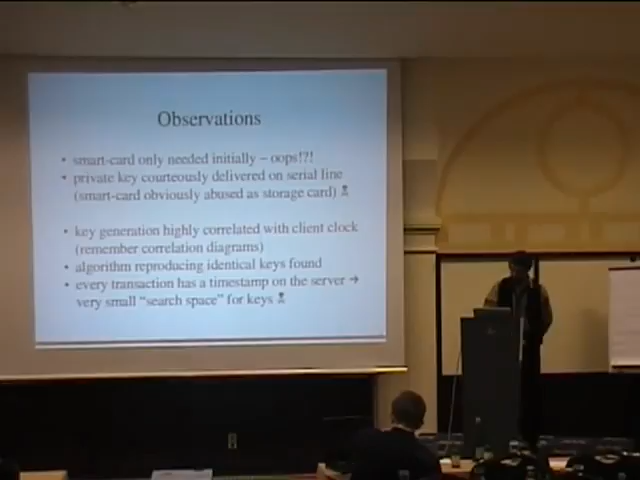 Observations
• smart-card only needed initially – oops!?!
• private key courteously delivered on serial line
(smart-card obviously abused as storage card)
• key generation highly correlated with client clock
(remember correlation diagrams)
• algorithm reproducing identical keys found
• every transaction has a timestamp on the server →
very small “search space” for keys